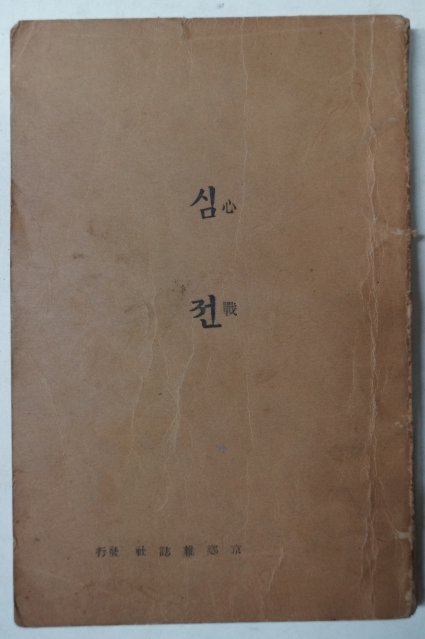 심心
전戰
京鄕雜誌社 發行